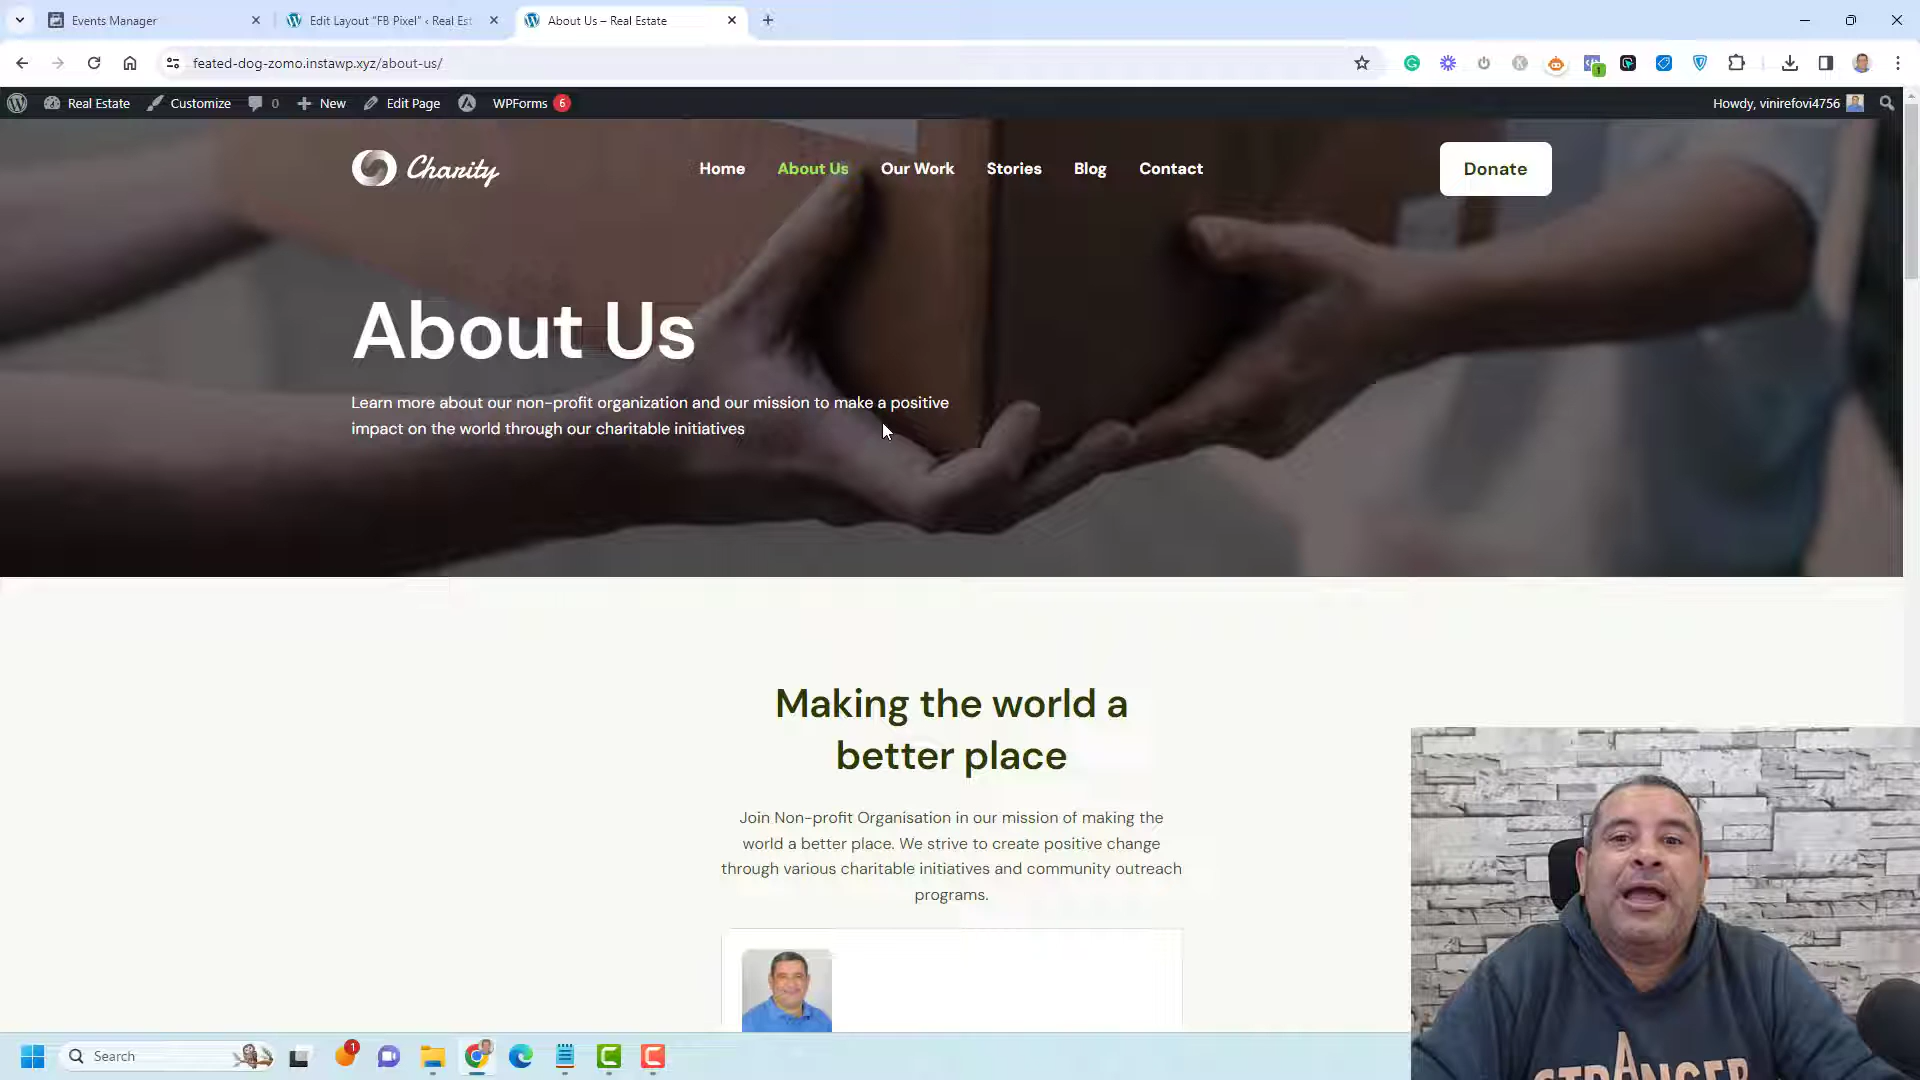 Events Manager
Edit Layout “FB Pixel” ‹ Real Est
About Us – Real Estate
feated-dog-zomo.instawp.xyz/about-us/
1
Real Estate
Customize
0
New
Edit Page
WPForms 6
Howdy, vinirefovi4756
Charity
Home
About Us
Our Work
Stories
Blog
Contact
Donate
About Us
Learn more about our non-profit organization and our mission to make a positive
impact on the world through our charitable initiatives
Making the world a
better place
Join Non-profit Organisation in our mission of making the
world a better place. We strive to create positive change
through various charitable initiatives and community outreach
programs.
STRANGER
Search
1